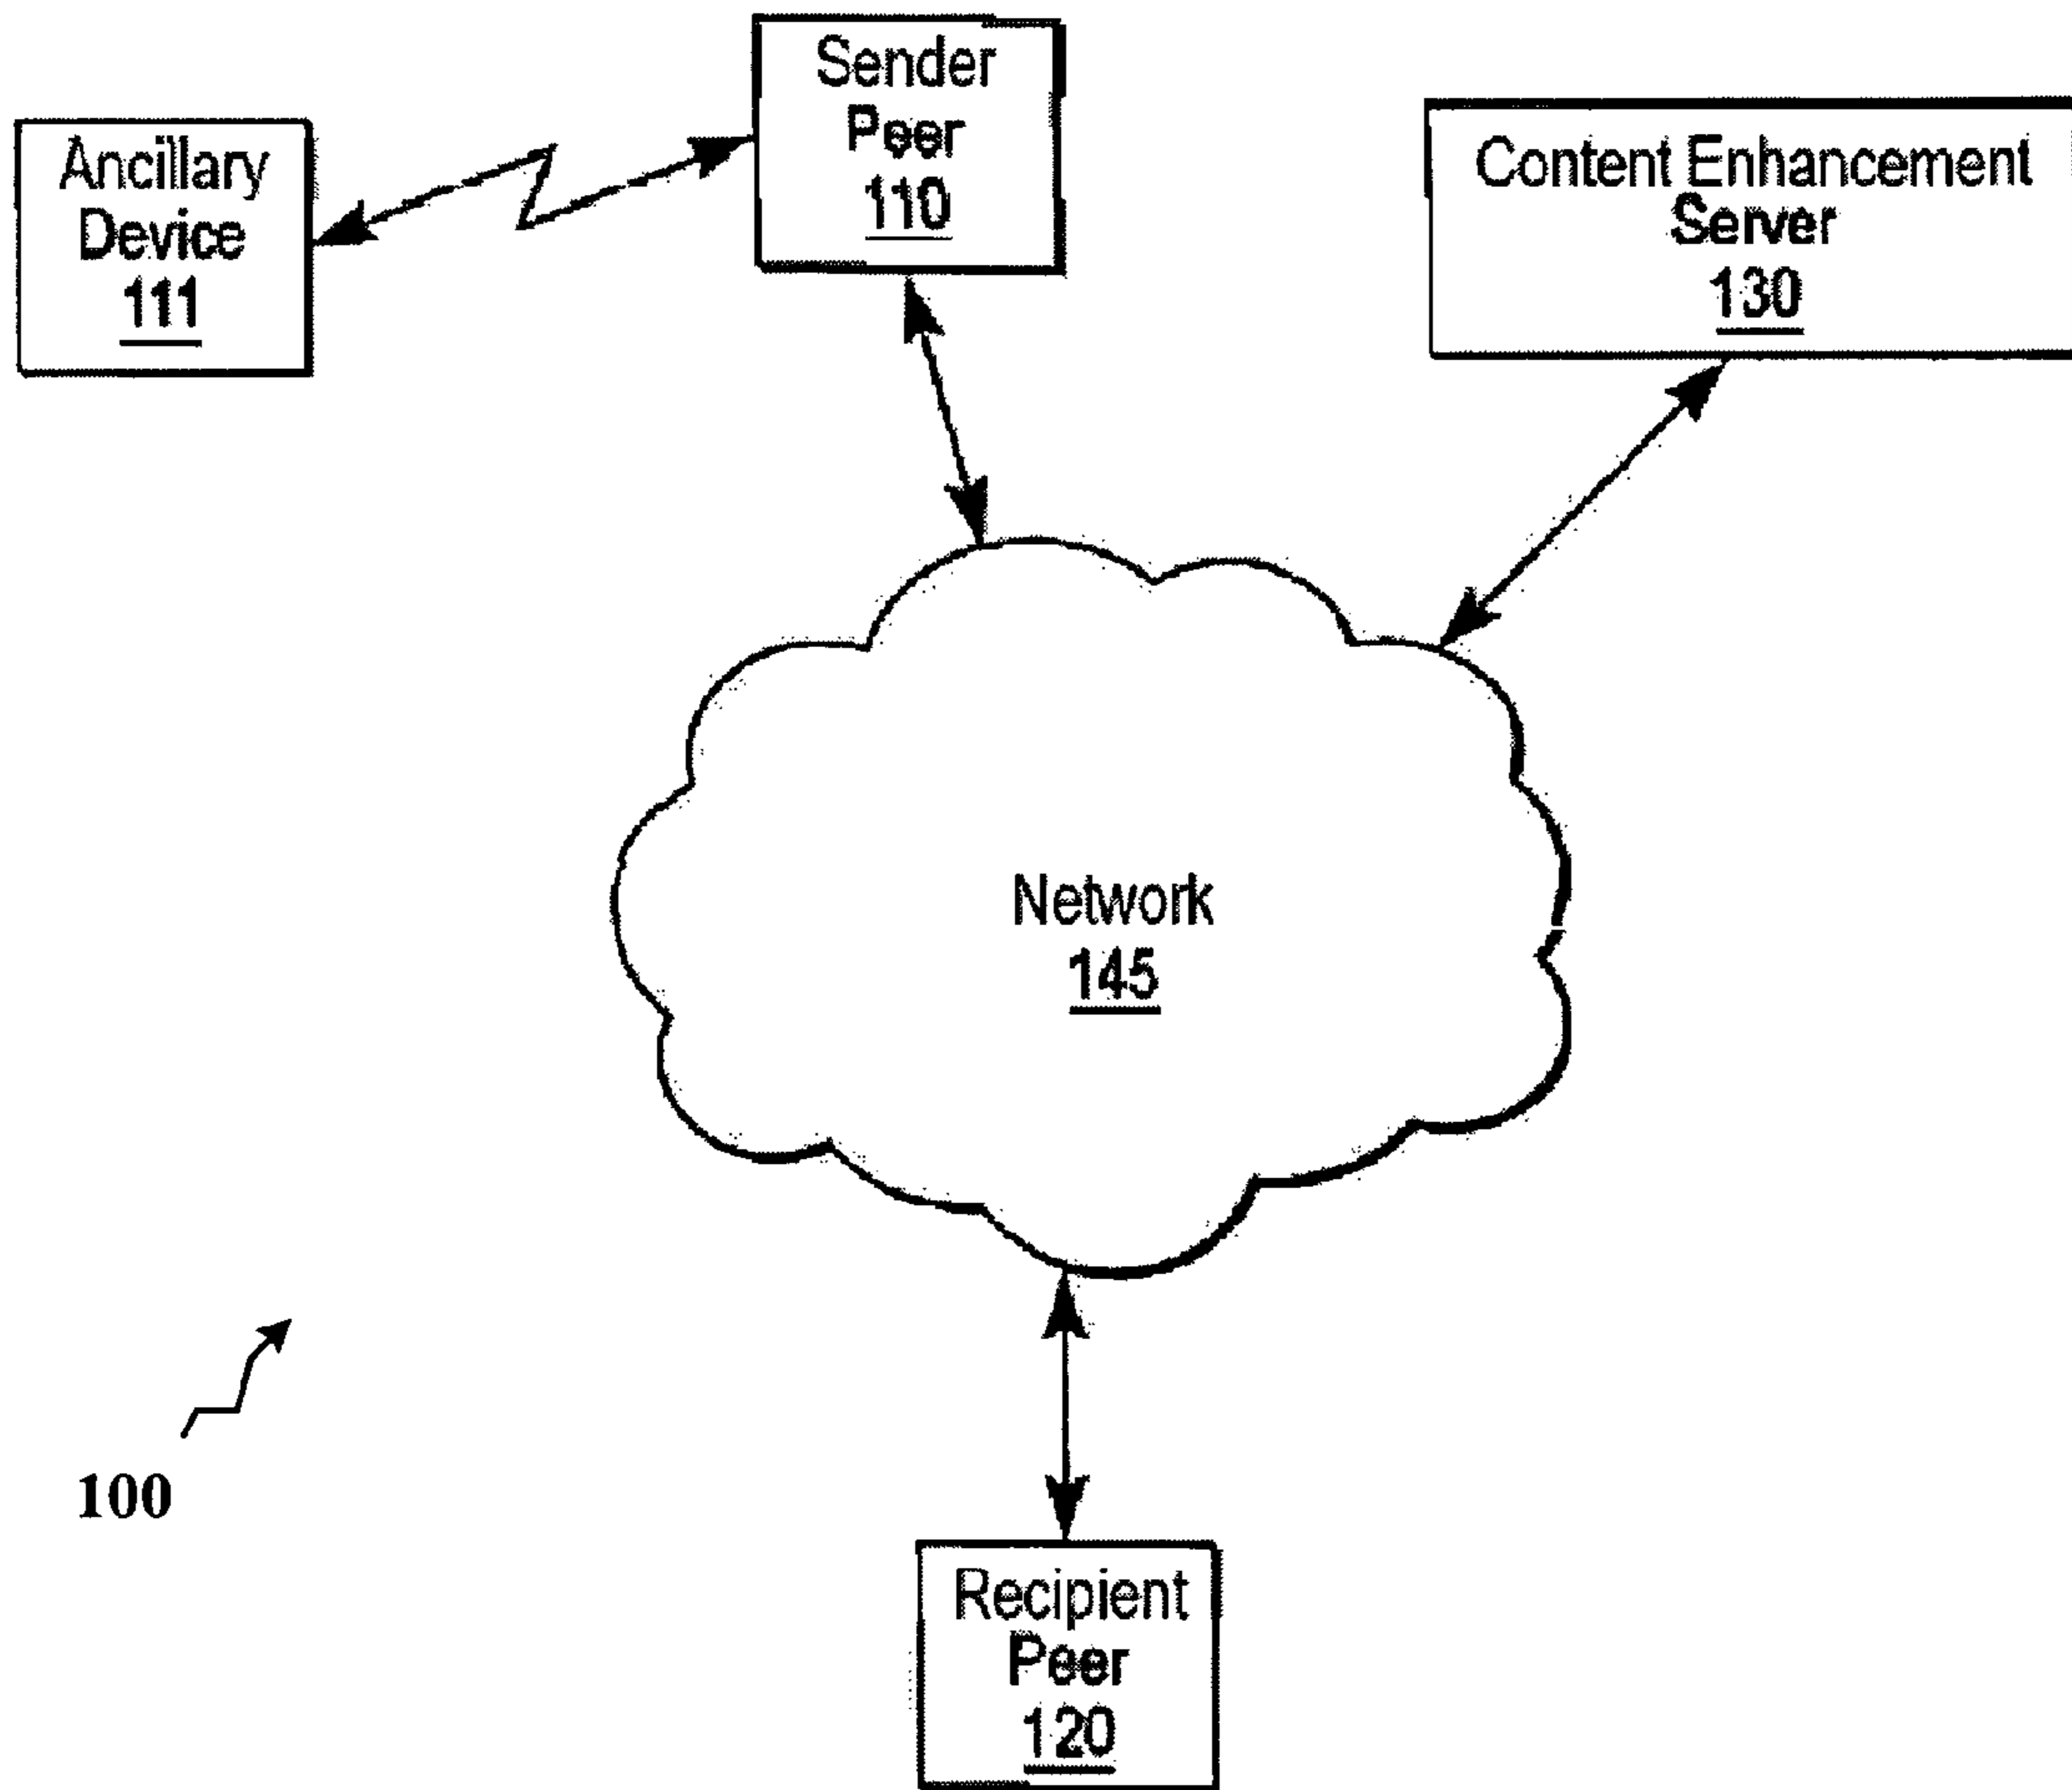 Sender
Peer
110
Ancillary
Device
111
Content Enhancement
Server
130
Network
145
100
Recipient
Peer
120